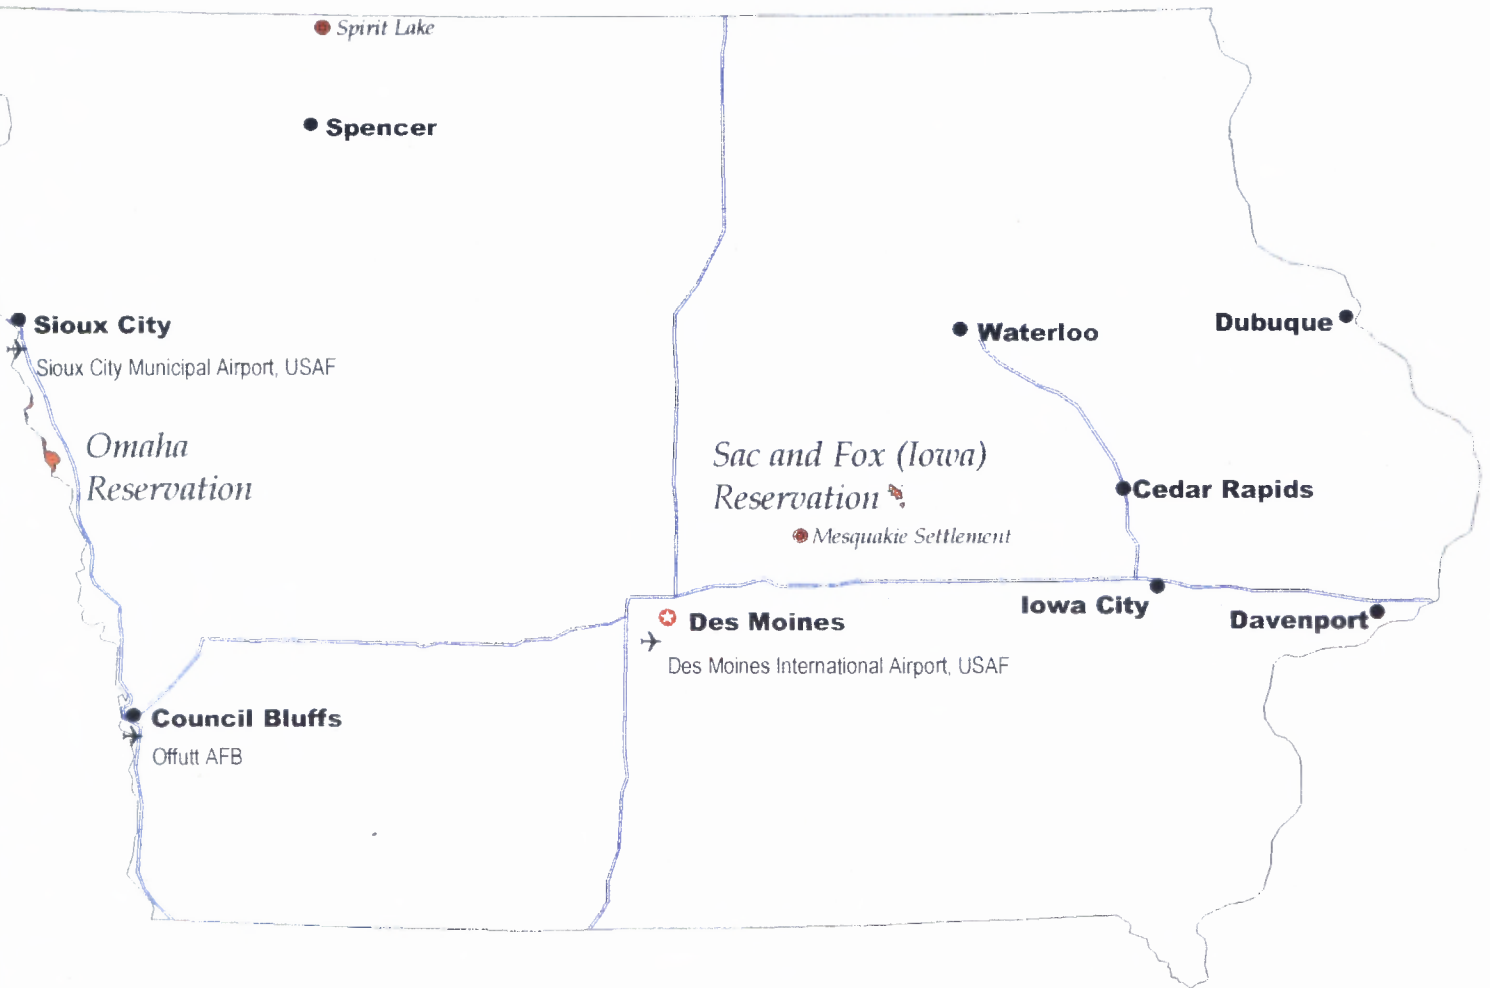 Spirit Lake
Spencer
Sioux City
Sioux City Municipal Airport, USAF
Waterloo
Dubuque
Omaha
Reservation
Sac and Fox (Iowa)
Reservation
Cedar Rapids
Mesquakie Settlement
Iowa City
Davenport
Des Moines
Des Moines International Airport, USAF
Council Bluffs
Offutt AFB